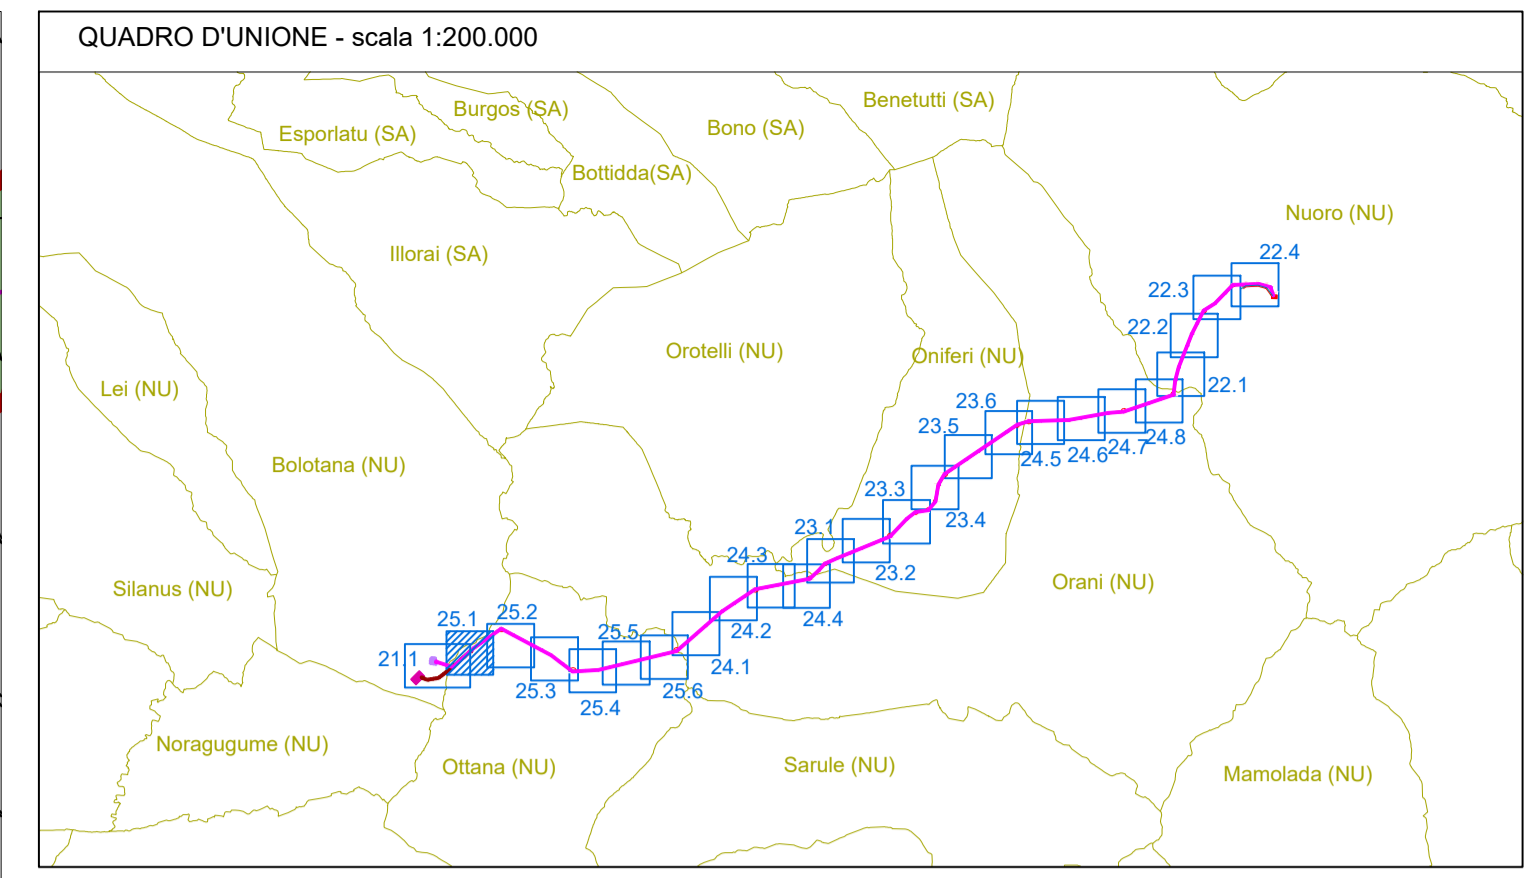 QUADRO D'UNIONE - scala 1:200.000
Benetutti (SA)
Burgos (SA)
Bono (SA)
Esporlatu (SA)
Bottidda(SA)
Nuoro (NU)
Illorai (SA)
22.4
22.3
22.2
Orotelli (NU)
Oniferi (NU)
Lei (NU)
22.1
23.6
23.5
24.8
24.7
24.6
24.5
Bolotana (NU)
23.3
23.4
23.1
24.3
23.2
Orani (NU)
Silanus (NU)
25.1
25.2
24.4
24.2
25.5
21.1
24.1
25.3
25.6
25.4
Noragugume (NU)
Ottana (NU)
Sarule (NU)
Mamolada (NU)